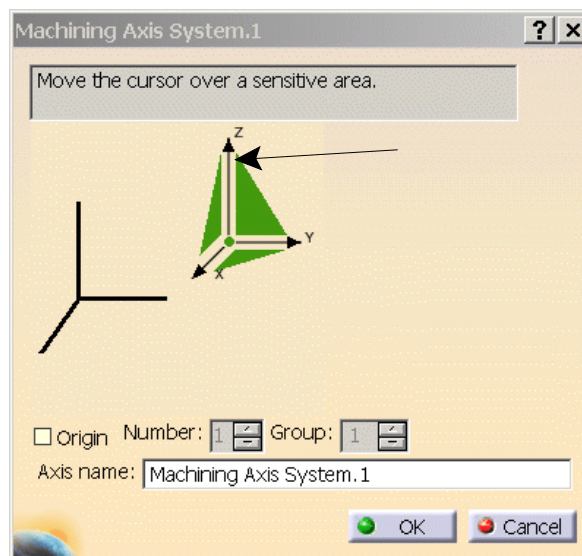 Machining Axis System.1
?
Move the cursor over a sensitive area.
Z
Y
X
Origin Number: 1 Group: 1
Axis name: Machining Axis System.1
OK Cancel